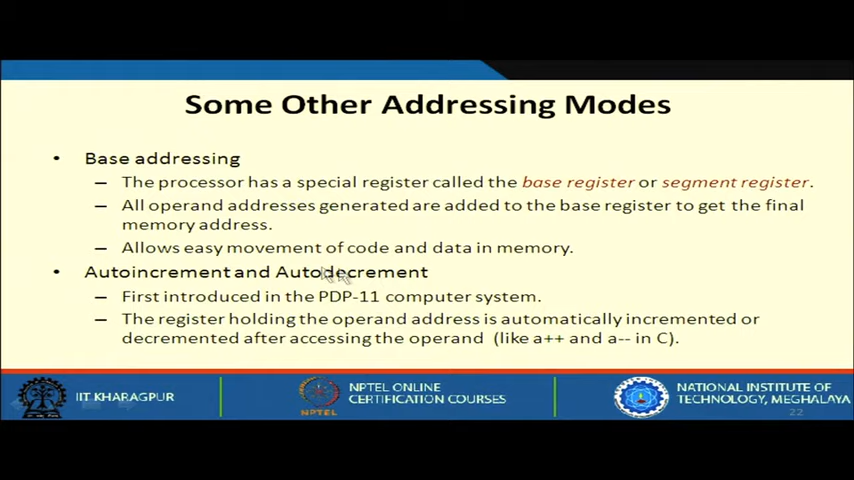 Some Other Addressing Modes
• Base addressing
– The processor has a special register called the base register or segment register.
– All operand addresses generated are added to the base register to get the final
memory address.
– Allows easy movement of code and data in memory.
• Autoincrement and Autodecrement
– First introduced in the PDP-11 computer system.
– The register holding the operand address is automatically incremented or
decremented after accessing the operand (like a++ and a-- in C).
IIT KHARAGPUR
NPTEL
NPTEL ONLINE
CERTIFICATION COURSES
NATIONAL INSTITUTE OF
TECHNOLOGY, MEGHALAYA
22